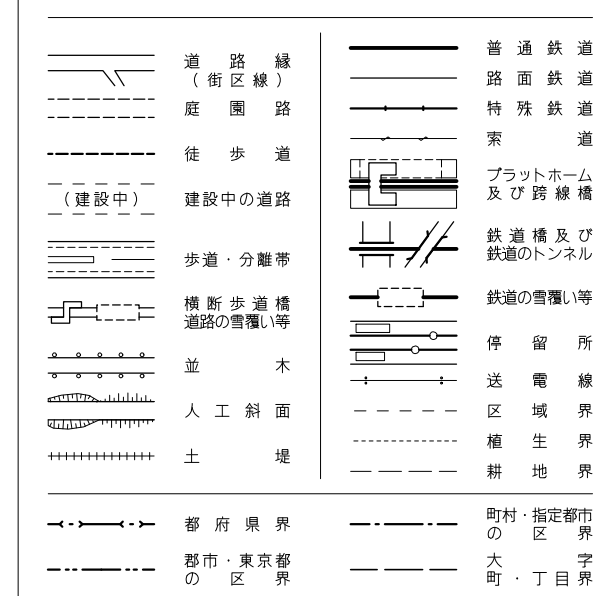 道路縁
（街区線）
庭園路
徒歩道
（建設中）
建設中の道路
歩道・分離帯
横断歩道橋
道路の雪覆い等
並木
人工斜面
土堤
普通鉄道
路面鉄道
特殊鉄道
索道
プラットホーム
及び跨線橋
鉄道橋及び
鉄道のトンネル
鉄道の雪覆い等
停留所
送電線
区域界
植生界
耕地界
都府県界
郡市・東京都
の区界
町村・指定都市
の区界
大字
町・丁目界